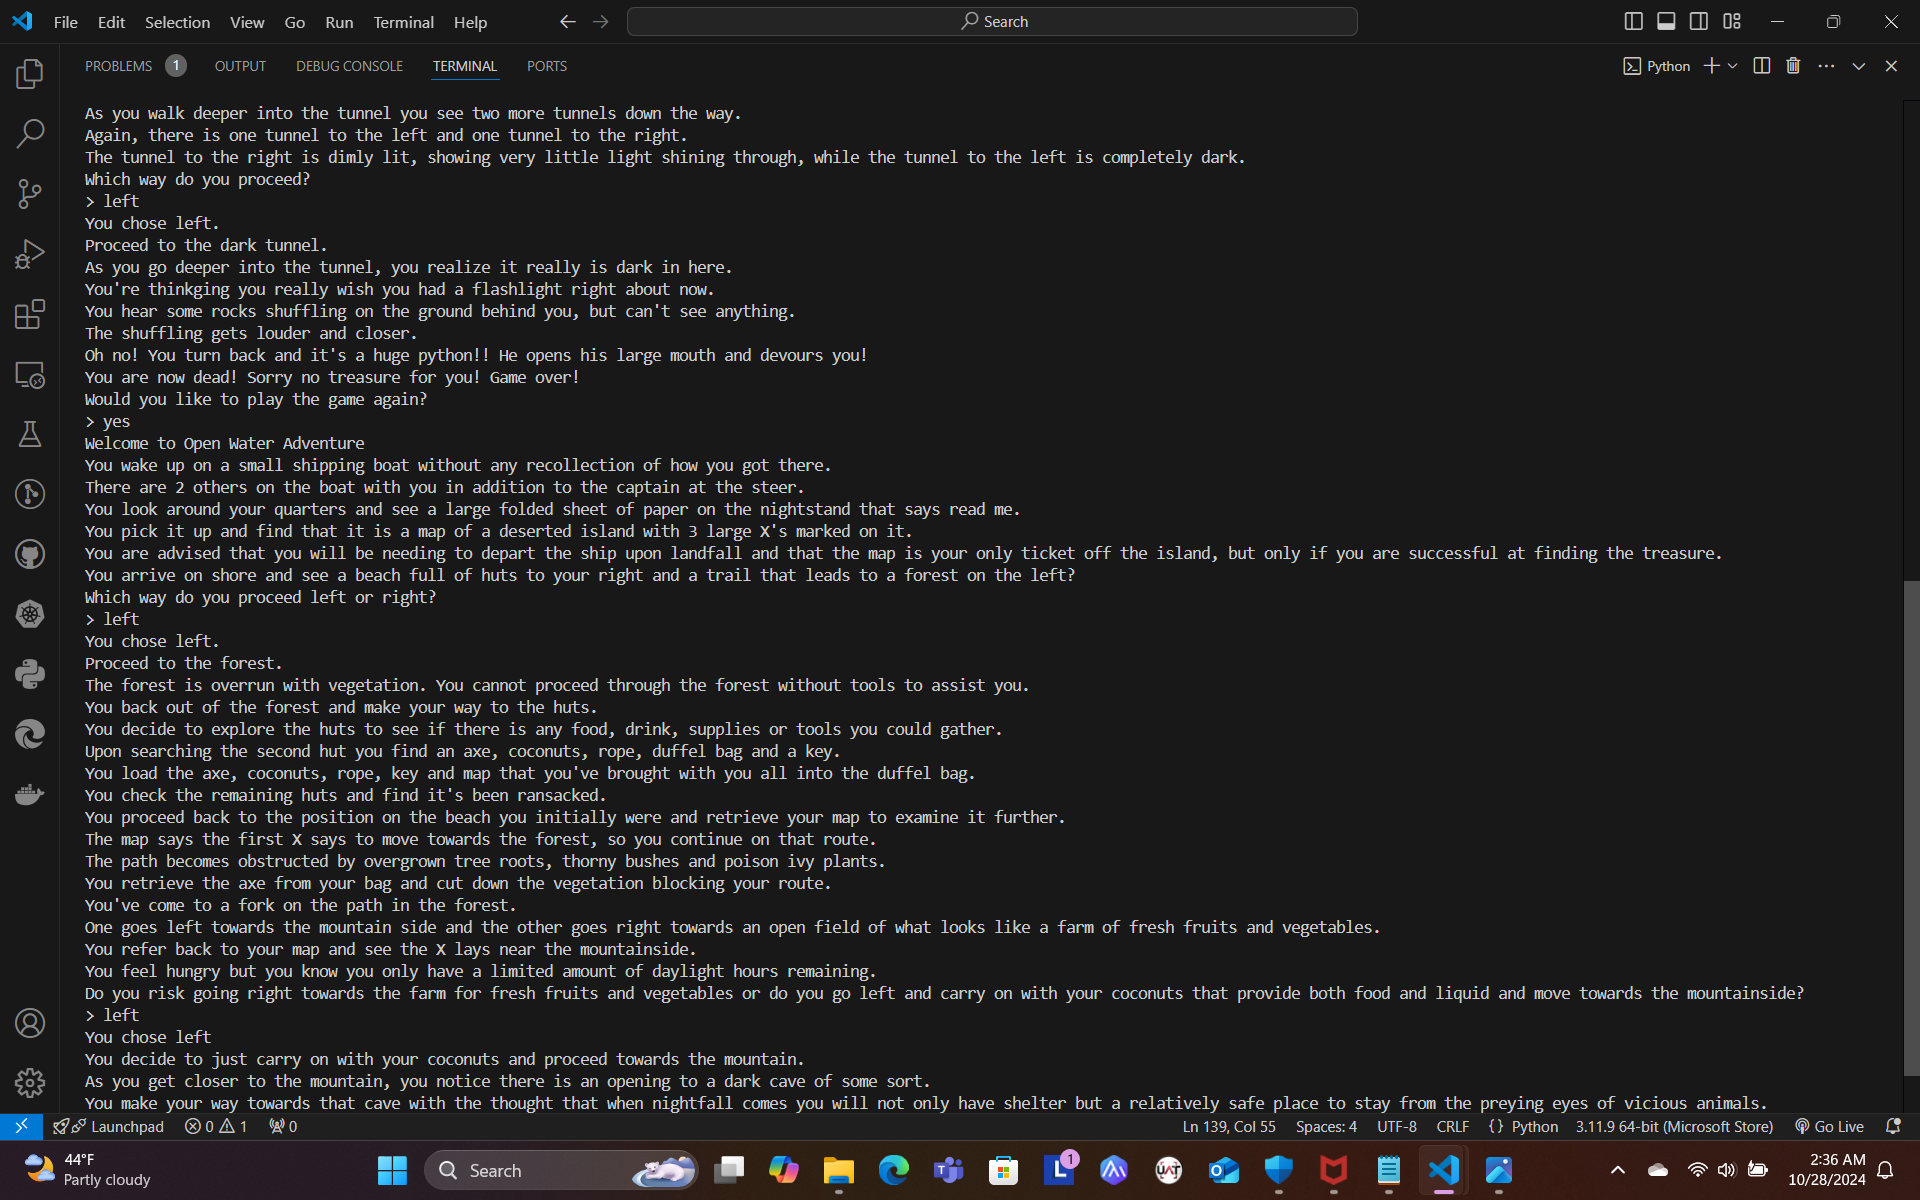 File Edit Selection View Go Run Terminal Help Search
PROBLEMS 1 OUTPUT DEBUG CONSOLE TERMINAL PORTS Python
As you walk deeper into the tunnel you see two more tunnels down the way.
Again, there is one tunnel to the left and one tunnel to the right.
The tunnel to the right is dimly lit, showing very little light shining through, while the tunnel to the left is completely dark.
Which way do you proceed?
> left
You chose left.
Proceed to the dark tunnel.
As you go deeper into the tunnel, you realize it really is dark in here.
You're thinkging you really wish you had a flashlight right about now.
You hear some rocks shuffling on the ground behind you, but can't see anything.
The shuffling gets louder and closer.
Oh no! You turn back and it's a huge python!! He opens his large mouth and devours you!
You are now dead! Sorry no treasure for you! Game over!
Would you like to play the game again?
> yes
Welcome to Open Water Adventure
You wake up on a small shipping boat without any recollection of how you got there.
There are 2 others on the boat with you in addition to the captain at the steer.
You look around your quarters and see a large folded sheet of paper on the nightstand that says read me.
You pick it up and find that it is a map of a deserted island with 3 large X's marked on it.
You are advised that you will be needing to depart the ship upon landfall and that the map is your only ticket off the island, but only if you are successful at finding the treasure.
You arrive on shore and see a beach full of huts to your right and a trail that leads to a forest on the left?
Which way do you proceed left or right?
> left
You chose left.
Proceed to the forest.
The forest is overrun with vegetation. You cannot proceed through the forest without tools to assist you.
You back out of the forest and make your way to the huts.
You decide to explore the huts to see if there is any food, drink, supplies or tools you could gather.
Upon searching the second hut you find an axe, coconuts, rope, duffel bag and a key.
You load the axe, coconuts, rope, key and map that you've brought with you all into the duffel bag.
You check the remaining huts and find it's been ransacked.
You proceed back to the position on the beach you initially were and retrieve your map to examine it further.
The map says the first X says to move towards the forest, so you continue on that route.
The path becomes obstructed by overgrown tree roots, thorny bushes and poison ivy plants.
You retrieve the axe from your bag and cut down the vegetation blocking your route.
You've come to a fork on the path in the forest.
One goes left towards the mountain side and the other goes right towards an open field of what looks like a farm of fresh fruits and vegetables.
You refer back to your map and see the X lays near the mountainside.
You feel hungry but you know you only have a limited amount of daylight hours remaining.
Do you risk going right towards the farm for fresh fruits and vegetables or do you go left and carry on with your coconuts that provide both food and liquid and move towards the mountainside?
> left
You chose left
You decide to just carry on with your coconuts and proceed towards the mountain.
As you get closer to the mountain, you notice there is an opening to a dark cave of some sort.
You make your way towards that cave with the thought that when nightfall comes you will not only have shelter but a relatively safe place to stay from the preying eyes of vicious animals.
Launchpad 0 1 0 Ln 139, Col 55 Spaces: 4 UTF-8 CRLF {} Python 3.11.9 64-bit (Microsoft Store) Go Live
44°F Search L 1 UAT 2:36 AM
Partly cloudy 10/28/2024